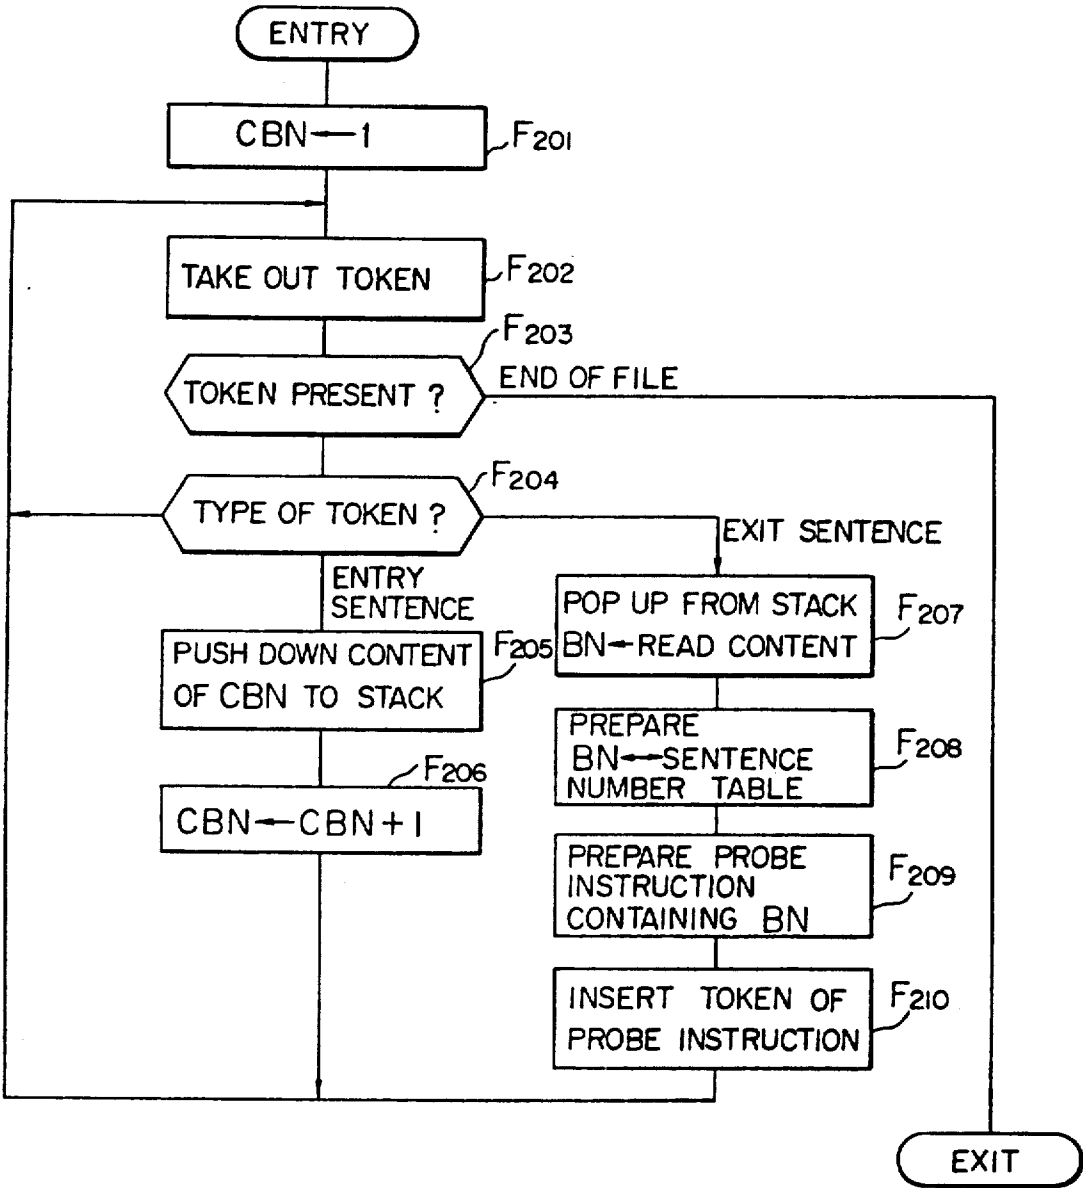 ENTRY
CBN←1
F201
TAKE OUT TOKEN
F202
F203
TOKEN PRESENT ?
END OF FILE
F204
TYPE OF TOKEN ?
EXIT SENTENCE
ENTRY
SENTENCE
POP UP FROM STACK
BN←READ CONTENT
F207
PUSH DOWN CONTENT
OF CBN TO STACK
F205
PREPARE
BN↔SENTENCE
NUMBER TABLE
F208
F206
CBN←CBN+1
PREPARE PROBE
INSTRUCTION
CONTAINING BN
F209
INSERT TOKEN OF
PROBE INSTRUCTION
F210
EXIT